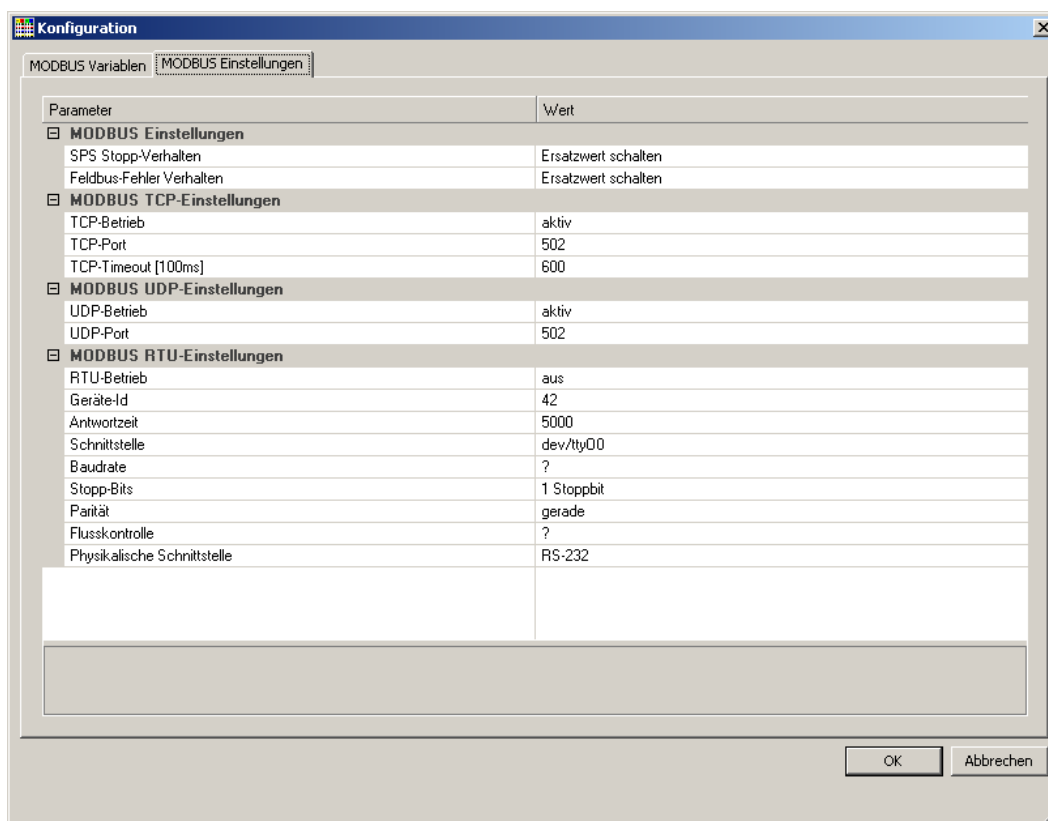 Konfiguration
MODBUS Variablen MODBUS Einstellungen
Parameter Wert
MODBUS Einstellungen
SPS Stopp-Verhalten Ersatzwert schalten
Feldbus-Fehler Verhalten Ersatzwert schalten
MODBUS TCP-Einstellungen
TCP-Betrieb aktiv
TCP-Port 502
TCP-Timeout [100ms] 600
MODBUS UDP-Einstellungen
UDP-Betrieb aktiv
UDP-Port 502
MODBUS RTU-Einstellungen
RTU-Betrieb aus
Geräte-Id 42
Antwortzeit 5000
Schnittstelle dev/ttyO0
Baudrate ?
Stopp-Bits 1 Stoppbit
Parität gerade
Flusskontrolle ?
Physikalische Schnittstelle RS-232
OK Abbrechen